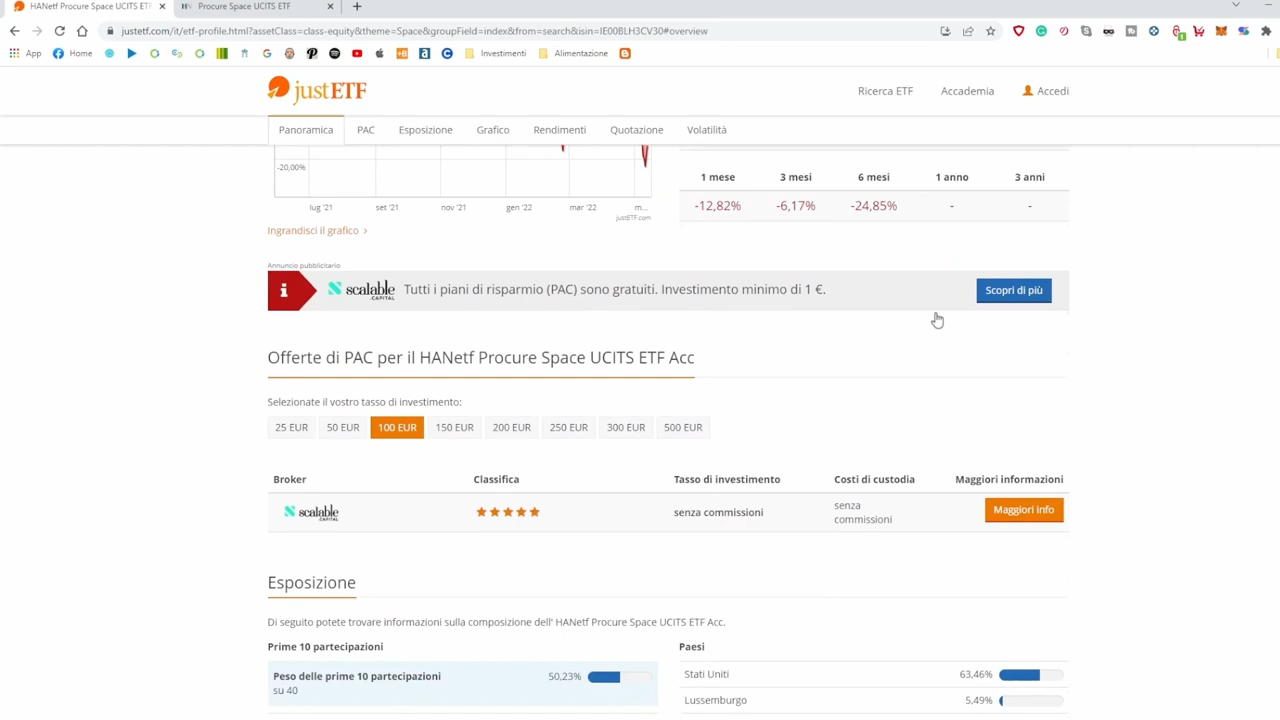 HANetf Procure Space UCITS ETF
Procure Space UCITS ETF
justetf.com/it/etf-profile.html?assetClass=class-equity&theme=Space&groupField=index&from=search&isin=IE00BLH3CV30#overview
App
Home
Investimenti
Alimentazione
justETF
Ricerca ETF
Accademia
Accedi
Panoramica
PAC
Esposizione
Grafico
Rendimenti
Quotazione
Volatilità
-20,00%
lug '21
set '21
nov '21
gen '22
mar '22
m...
justETF.com
Ingrandisci il grafico
1 mese
3 mesi
6 mesi
1 anno
3 anni
-12,82%
-6,17%
-24,85%
-
-
Annuncio pubblicitario
scalable CAPITAL
Tutti i piani di risparmio (PAC) sono gratuiti. Investimento minimo di 1 €.
Scopri di più
Offerte di PAC per il HANetf Procure Space UCITS ETF Acc
Selezionate il vostro tasso di investimento:
25 EUR
50 EUR
100 EUR
150 EUR
200 EUR
250 EUR
300 EUR
500 EUR
Broker
Classifica
Tasso di investimento
Costi di custodia
Maggiori informazioni
scalable CAPITAL
senza commissioni
senza
commissioni
Maggiori info
Esposizione
Di seguito potete trovare informazioni sulla composizione dell' HANetf Procure Space UCITS ETF Acc.
Prime 10 partecipazioni
Paesi
Peso delle prime 10 partecipazioni
su 40
50,23%
Stati Uniti
63,46%
Lussemburgo
5,49%